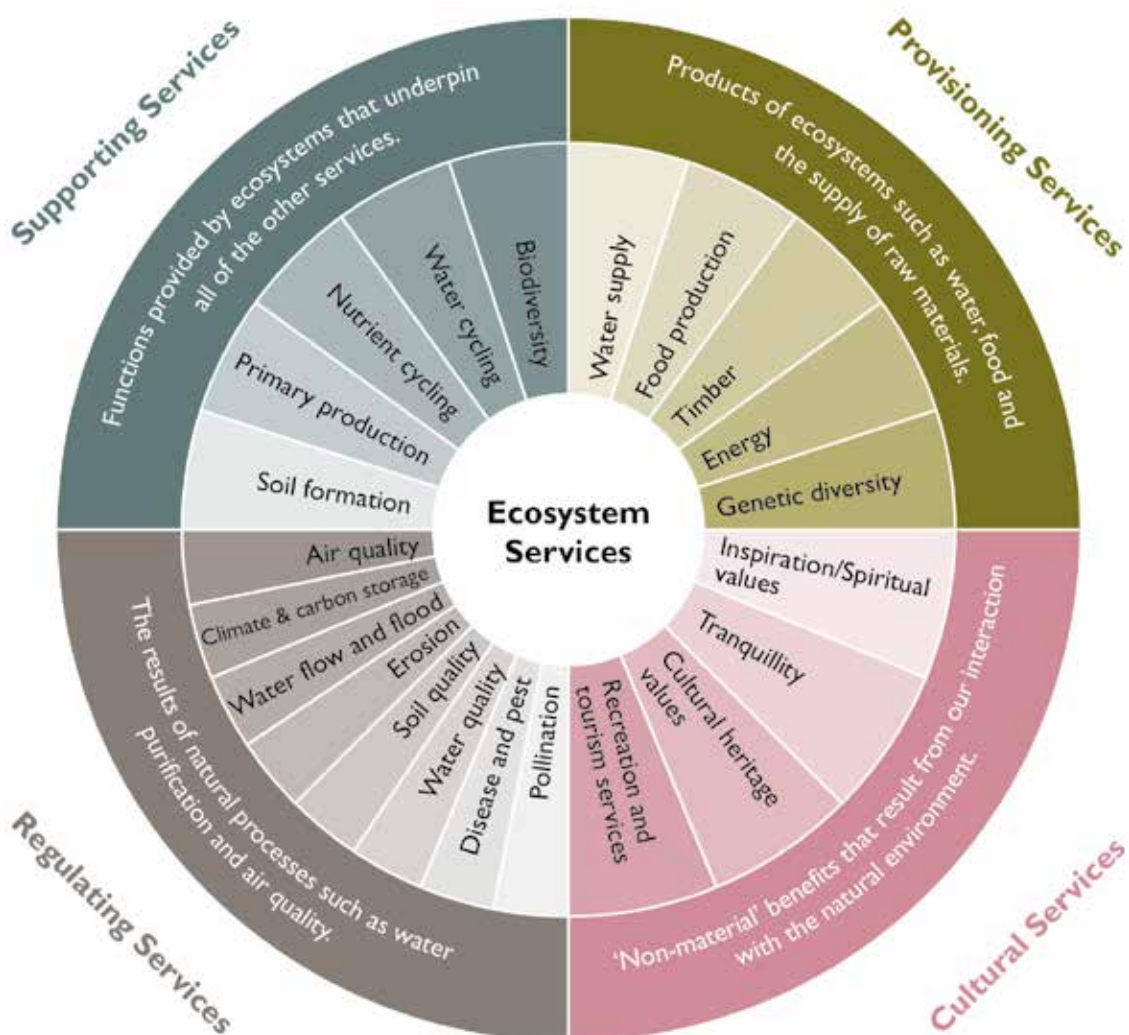 Supporting Services
Functions provided by ecosystems that underpin
all of the other services.
Soil formation
Primary production
Nutrient cycling
Water cycling
Biodiversity
Provisioning Services
Products of ecosystems such as water, food and
the supply of raw materials.
Water supply
Food production
Timber
Energy
Genetic diversity
Ecosystem
Services
Cultural Services
'Non-material' benefits that result from our interaction
with the natural environment.
Inspiration/Spiritual
values
Tranquillity
Cultural heritage
values
Recreation and
tourism services
Regulating Services
The results of natural processes such as water
purification and air quality.
Air quality
Climate & carbon storage
Water flow and flood
Erosion
Soil quality
Water quality
Disease and pest
Pollination